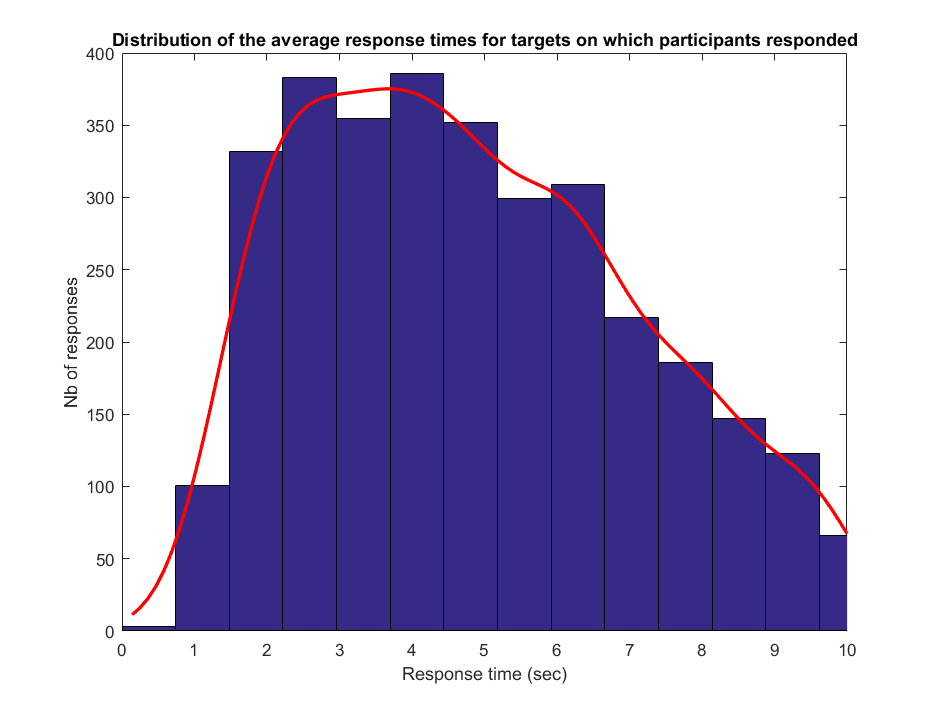 Distribution of the average response times for targets on which participants responded
400
350
300
250
200
150
100
50
0
Nb of responses
0 1 2 3 4 5 6 7 8 9 10
Response time (sec)